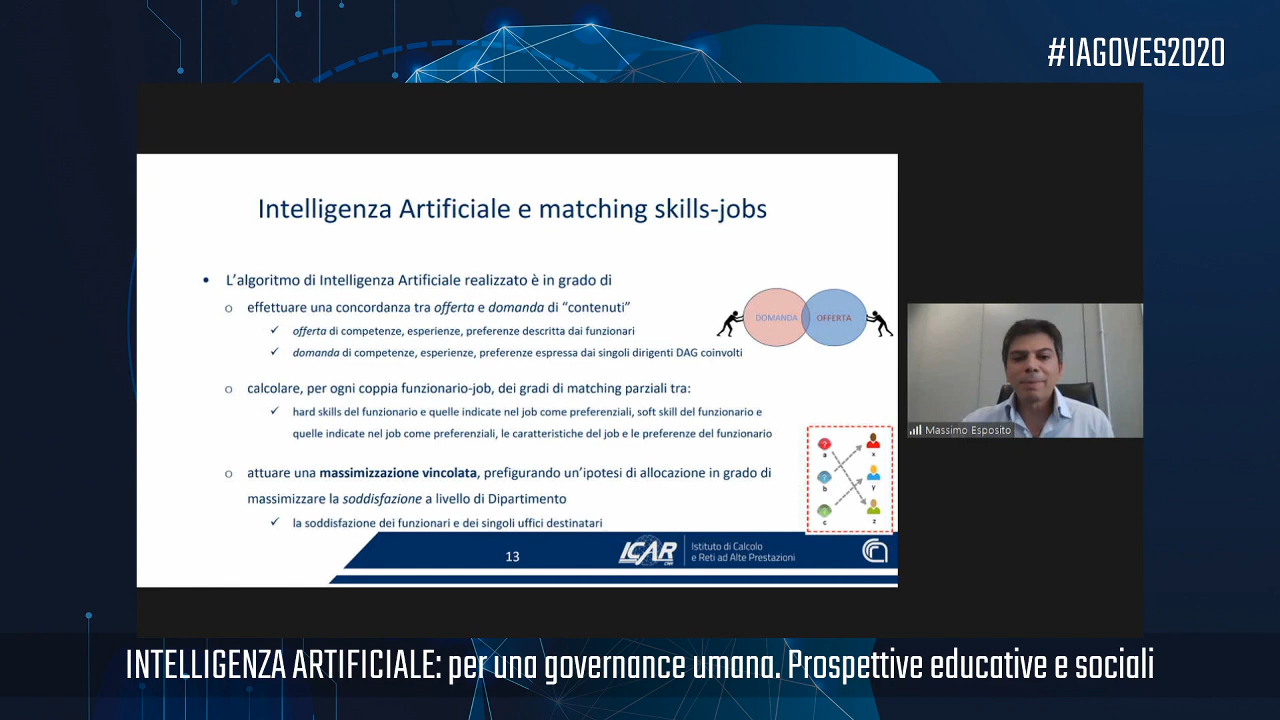 #IAGOVES2020
Intelligenza Artificiale e matching skills-jobs
• L'algoritmo di Intelligenza Artificiale realizzato è in grado di
o effettuare una concordanza tra offerta e domanda di “contenuti”
✓ offerta di competenze, esperienze, preferenze descritta dai funzionari
✓ domanda di competenze, esperienze, preferenze espressa dai singoli dirigenti DAG coinvolti
DOMANDA OFFERTA
o calcolare, per ogni coppia funzionario-job, dei gradi di matching parziali tra:
✓ hard skills del funzionario e quelle indicate nel job come preferenziali, soft skill del funzionario e
quelle indicate nel job come preferenziali, le caratteristiche del job e le preferenze del funzionario
o attuare una massimizzazione vincolata, prefigurando un'ipotesi di allocazione in grado di
massimizzare la soddisfazione a livello di Dipartimento
✓ la soddisfazione dei funzionari e dei singoli uffici destinatari
? ? ?
a x
b y
c z
Massimo Esposito
13
ICAR CNR
Istituto di Calcolo
e Reti ad Alte Prestazioni
INTELLIGENZA ARTIFICIALE: per una governance umana. Prospettive educative e sociali